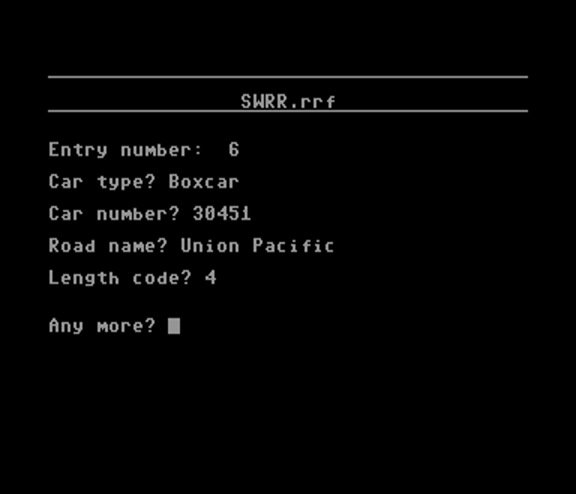 SWRR.rrf
Entry number:  6
Car type? Boxcar
Car number? 30451
Road name? Union Pacific
Length code? 4
Any more?